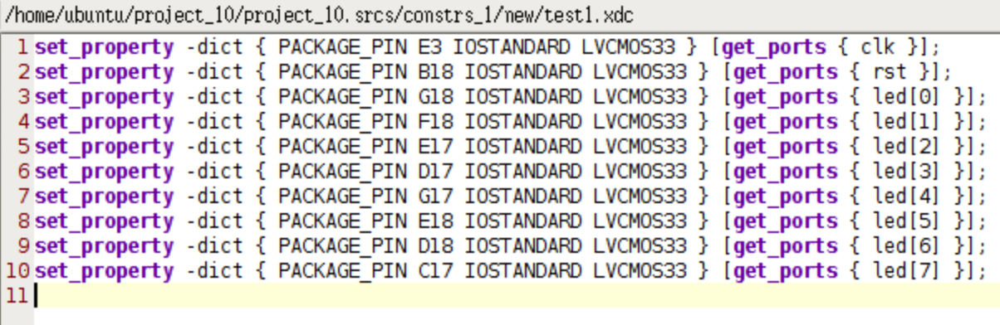 /home/ubuntu/project_10/project_10.srcs/constrs_1/new/test1.xdc
1 set_property -dict { PACKAGE_PIN E3 IOSTANDARD LVCMOS33 } [get_ports { clk }];
2 set_property -dict { PACKAGE_PIN B18 IOSTANDARD LVCMOS33 } [get_ports { rst }];
3 set_property -dict { PACKAGE_PIN G18 IOSTANDARD LVCMOS33 } [get_ports { led[0] }];
4 set_property -dict { PACKAGE_PIN F18 IOSTANDARD LVCMOS33 } [get_ports { led[1] }];
5 set_property -dict { PACKAGE_PIN E17 IOSTANDARD LVCMOS33 } [get_ports { led[2] }];
6 set_property -dict { PACKAGE_PIN D17 IOSTANDARD LVCMOS33 } [get_ports { led[3] }];
7 set_property -dict { PACKAGE_PIN G17 IOSTANDARD LVCMOS33 } [get_ports { led[4] }];
8 set_property -dict { PACKAGE_PIN E18 IOSTANDARD LVCMOS33 } [get_ports { led[5] }];
9 set_property -dict { PACKAGE_PIN D18 IOSTANDARD LVCMOS33 } [get_ports { led[6] }];
10 set_property -dict { PACKAGE_PIN C17 IOSTANDARD LVCMOS33 } [get_ports { led[7] }];
11